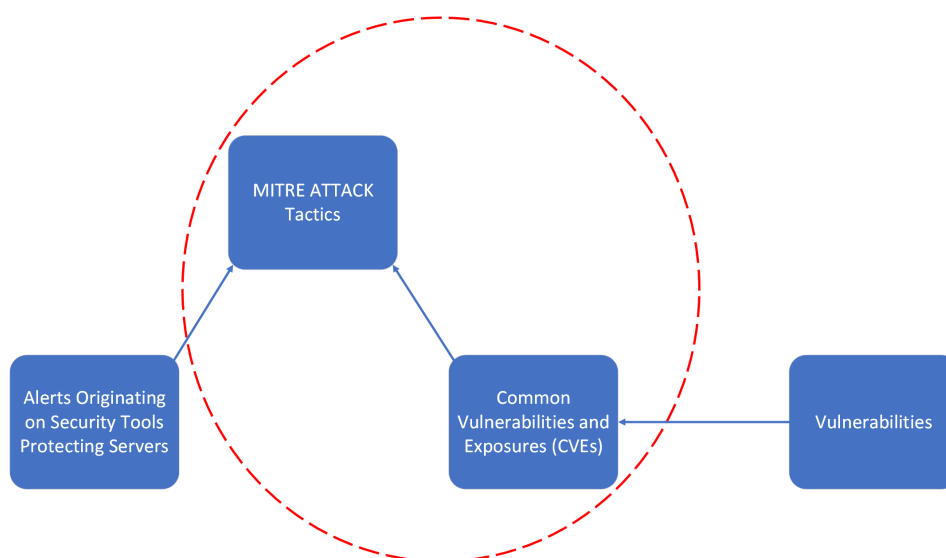 MITRE ATTACK
Tactics
Alerts Originating
on Security Tools
Protecting Servers
Common
Vulnerabilities and
Exposures (CVEs)
Vulnerabilities